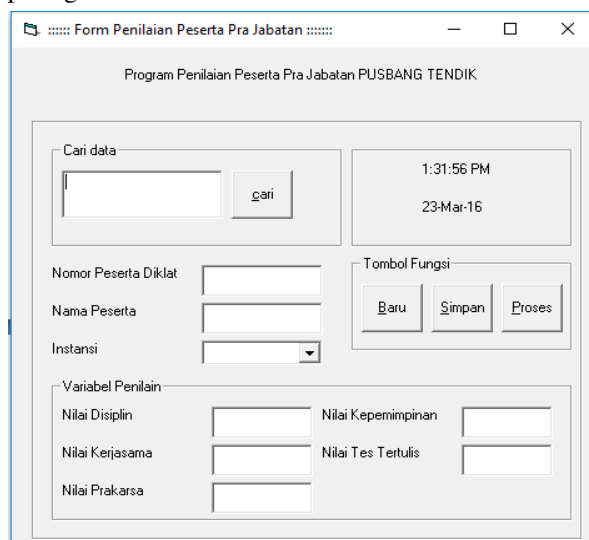 :::::: Form Penilaian Peserta Pra Jabatan :::::::
Program Penilaian Peserta Pra Jabatan PUSBANG TENDIK
Cari data
cari
1:31:56 PM
23-Mar-16
Nomor Peserta Diklat
Nama Peserta
Instansi
Tombol Fungsi
Baru Simpan Proses
Variabel Penilain
Nilai Disiplin Nilai Kepemimpinan
Nilai Kerjasama Nilai Tes Tertulis
Nilai Prakarsa